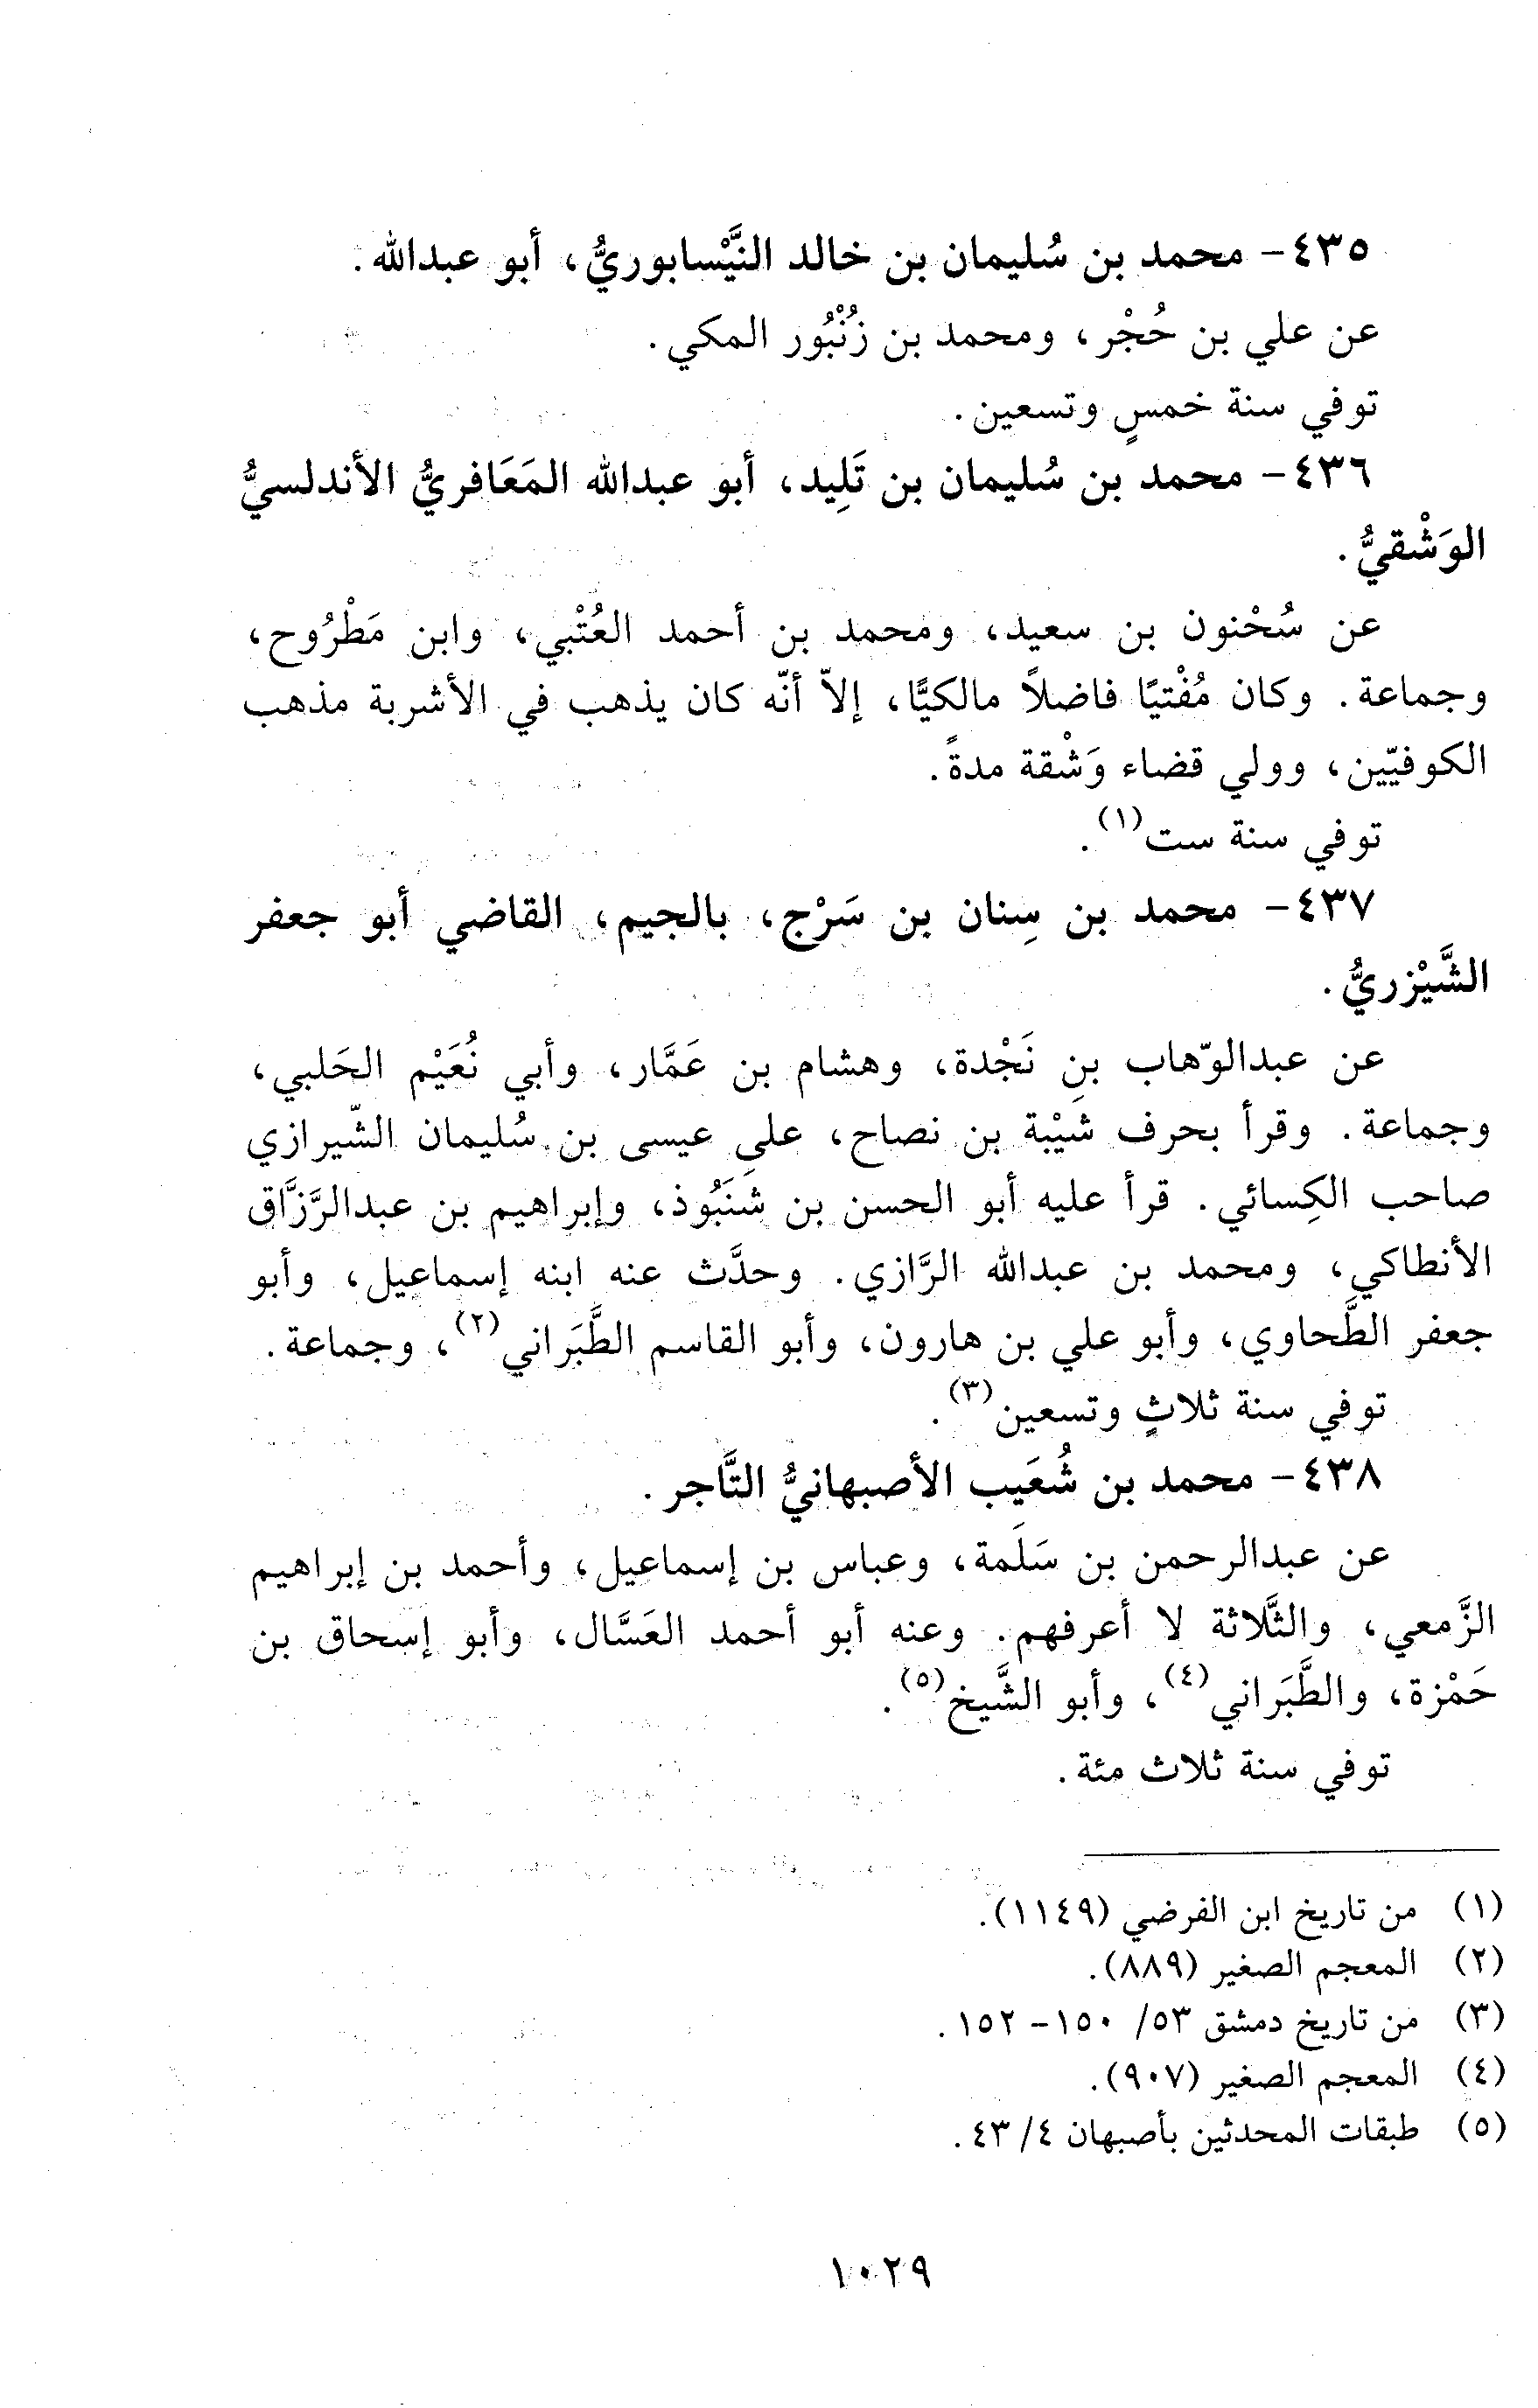 ٤٣٥- محمد بن سُليمان بن خالد النَّيْسابوريُّ، أبو عبدالله.
عن علي بن حُجْر، ومحمد بن زُنْبُور المكي.
توفي سنة خمسٍ وتسعين.
٤٣٦- محمد بن سُليمان بن تَلِيد، أبو عبدالله المَعَافريُّ الأندلسيُّ
الوَشْقيُّ.
عن سُحْنون بن سعيد، ومحمد بن أحمد العُتْبي، وابن مَطْرُوح،
وجماعة. وكان مُفْتيًا فاضلاً مالكيًّا، إلاّ أنّه كان يذهب في الأشربة مذهب
الكوفيّين، وولي قضاء وَشْقة مدةً.
توفي سنة ست(١).
٤٣٧- محمد بن سِنان بن سَرْج، بالجيم، القاضي أبو جعفر
الشَّيْزريُّ.
عن عبدالوّهاب بنِ نَجْدة، وهشام بن عَمَّار، وأبي نُعَيْم الحَلبي،
وجماعة. وقرأ بحرف شَيْبة بن نصاح، على عيسى بن سُليمان الشّيرازي
صاحب الكِسائي. قرأ عليه أبو الحسن بن شَنَبُوذ، وإبراهيم بن عبدالرَّزَّاق
الأنطاكي، ومحمد بن عبدالله الرَّازي. وحدَّث عنه ابنه إسماعيل، وأبو
جعفر الطَّحاوي، وأبو علي بن هارون، وأبو القاسم الطَّبَراني(٢)، وجماعة.
توفي سنة ثلاثٍ وتسعين(٣).
٤٣٨- محمد بن شُعَيب الأصبهانيُّ التَّاجر.
عن عبدالرحمن بن سَلَمة، وعباس بن إسماعيل، وأحمد بن إبراهيم
الزَّمعي، والثَّلاثة لا أعرفهم. وعنه أبو أحمد العَسَّال، وأبو إسحاق بن
حَمْزة، والطَّبَراني(٤)، وأبو الشَّيخ(٥).
توفي سنة ثلاث مئة.
(١) من تاريخ ابن الفرضي (١١٤٩).
(٢) المعجم الصغير (٨٨٩).
(٣) من تاريخ دمشق ٥٣/ ١٥٠- ١٥٢.
(٤) المعجم الصغير (٩٠٧).
(٥) طبقات المحدثين بأصبهان ٤/ ٤٣.
١٠٢٩